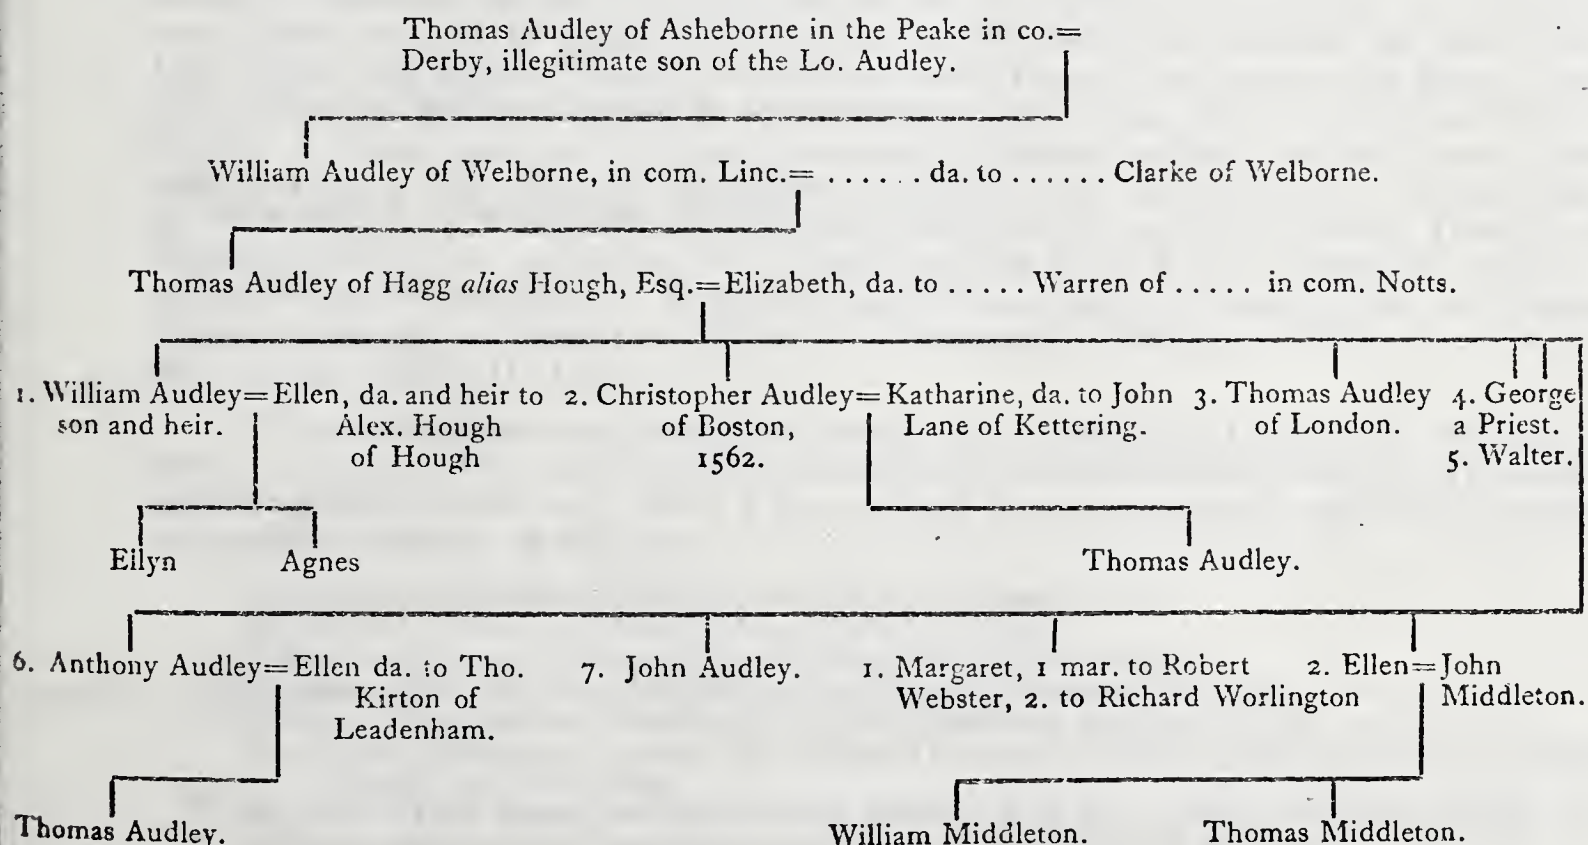 Thomas Audley of Asheborne in the Peake in co.=
Derby, illegitimate son of the Lo. Audley.
William Audley of Welborne, in com. Linc.= ...... da. to ...... Clarke of Welborne.
Thomas Audley of Hagg alias Hough, Esq.=Elizabeth, da. to ..... Warren of ..... in com. Notts.
1. William Audley=Ellen, da. and heir to
son and heir. Alex. Hough
of Hough
2. Christopher Audley=Katharine, da. to John
of Boston, Lane of Kettering.
1562.
3. Thomas Audley
of London.
4. George
a Priest.
5. Walter.
Eilyn Agnes Thomas Audley.
6. Anthony Audley=Ellen da. to Tho.
Kirton of
Leadenham.
7. John Audley.
1. Margaret, 1 mar. to Robert
Webster, 2. to Richard Worlington
2. Ellen=John
Middleton.
Thomas Audley. William Middleton. Thomas Middleton.